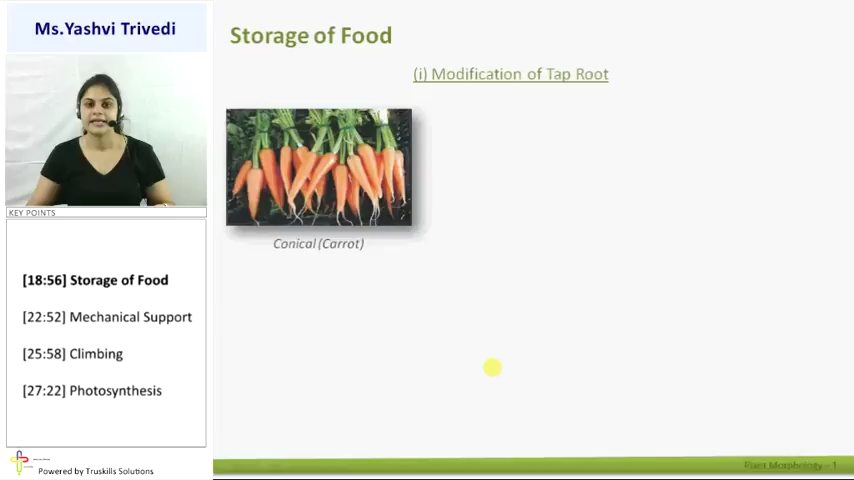 Ms.Yashvi Trivedi
Storage of Food
(i) Modification of Tap Root
Conical (Carrot)
KEY POINTS
[18:56] Storage of Food
[22:52] Mechanical Support
[25:58] Climbing
[27:22] Photosynthesis
Powered by Truskills Solutions
Plant Morphology - 1